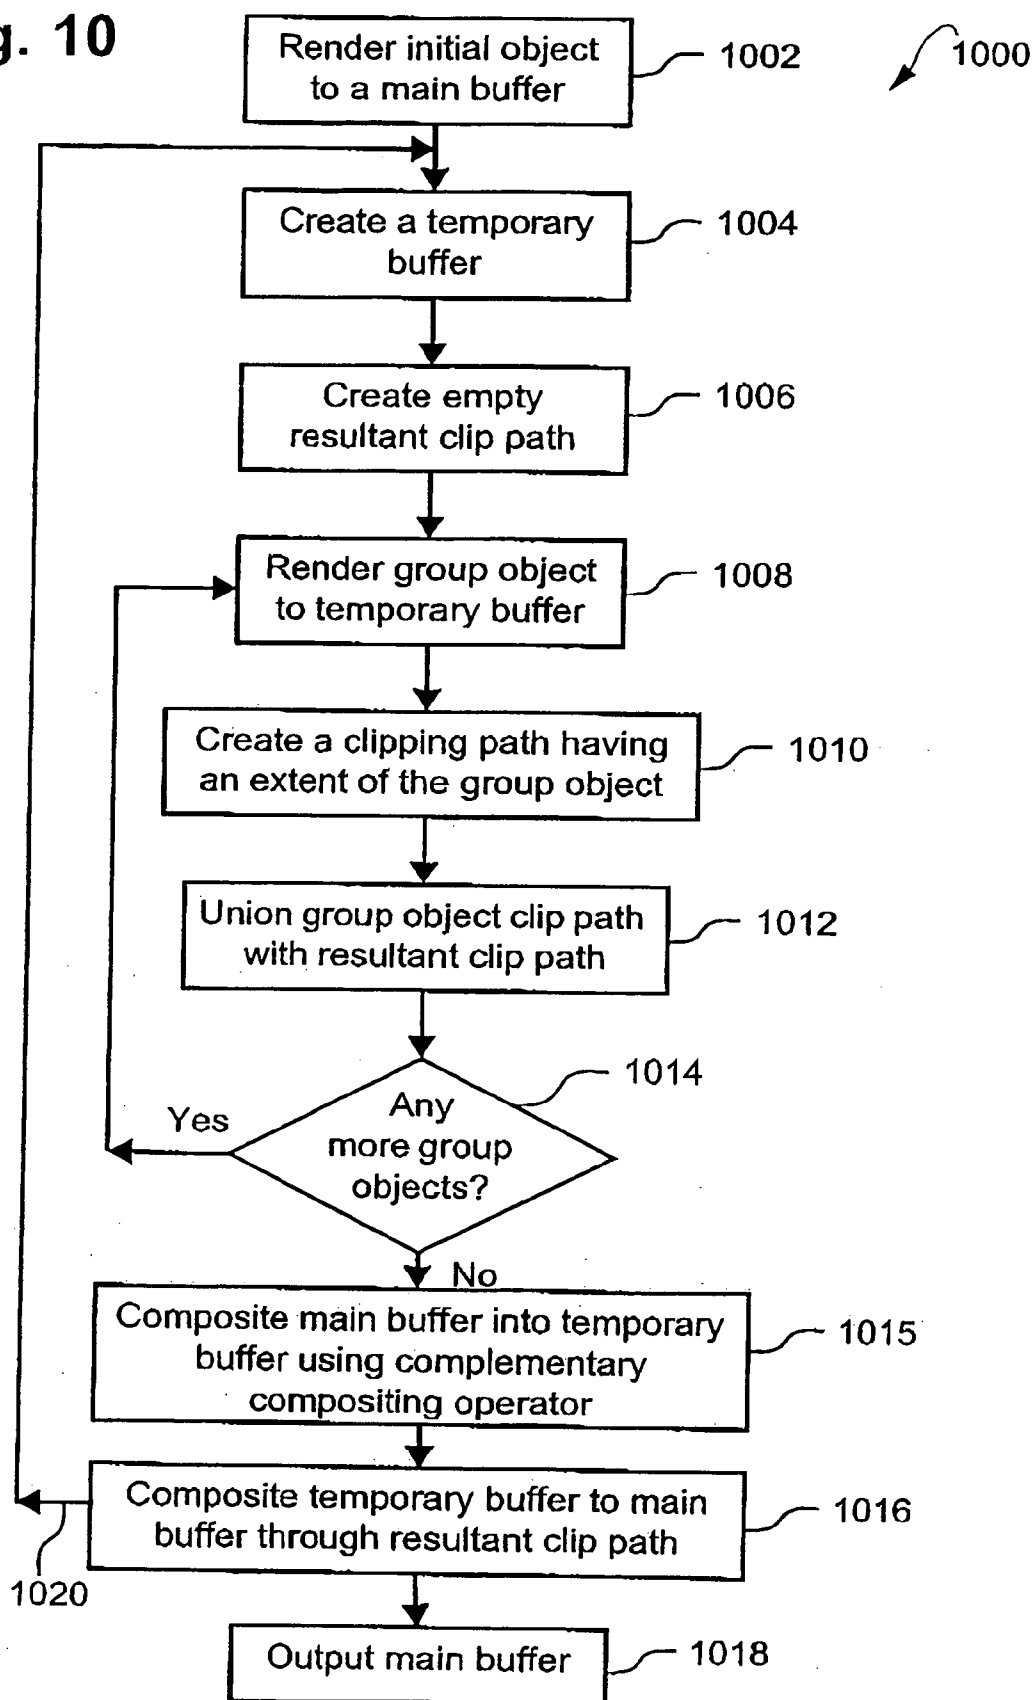 g. 10
Render initial object
to a main buffer
1002
1000
Create a temporary
buffer
1004
Create empty
resultant clip path
1006
Render group object
to temporary buffer
1008
Create a clipping path having
an extent of the group object
1010
Union group object clip path
with resultant clip path
1012
Any
more group
objects?
1014
Yes
No
Composite main buffer into temporary
buffer using complementary
compositing operator
1015
Composite temporary buffer to main
buffer through resultant clip path
1016
1020
Output main buffer
1018